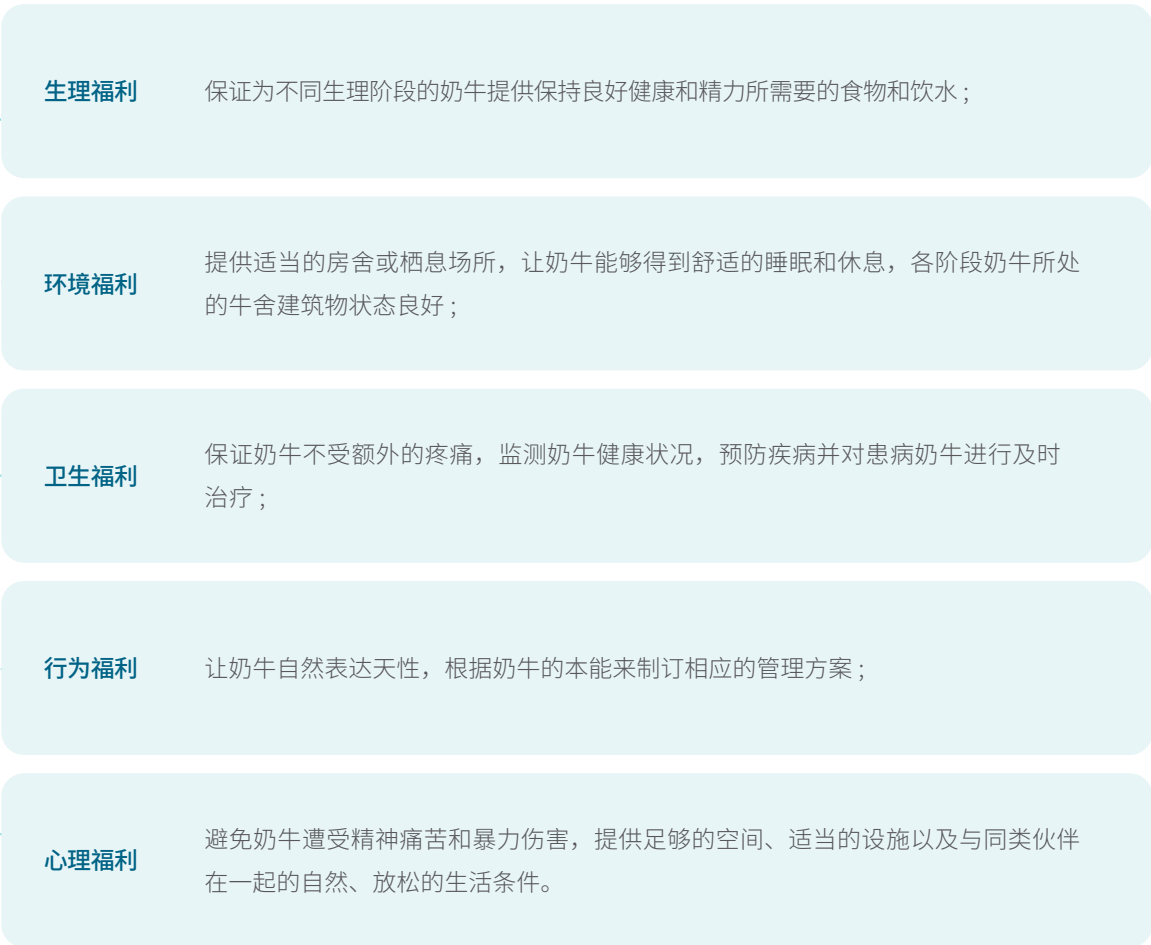 生理福利
保证为不同生理阶段的奶牛提供保持良好健康和精力所需要的食物和饮水；
环境福利
提供适当的房舍或栖息场所，让奶牛能够得到舒适的睡眠和休息，各阶段奶牛所处
的牛舍建筑物状态良好；
卫生福利
保证奶牛不受额外的疼痛，监测奶牛健康状况，预防疾病并对患病奶牛进行及时
治疗；
行为福利
让奶牛自然表达天性，根据奶牛的本能来制订相应的管理方案；
心理福利
避免奶牛遭受精神痛苦和暴力伤害，提供足够的空间、适当的设施以及与同类伙伴
在一起的自然、放松的生活条件。